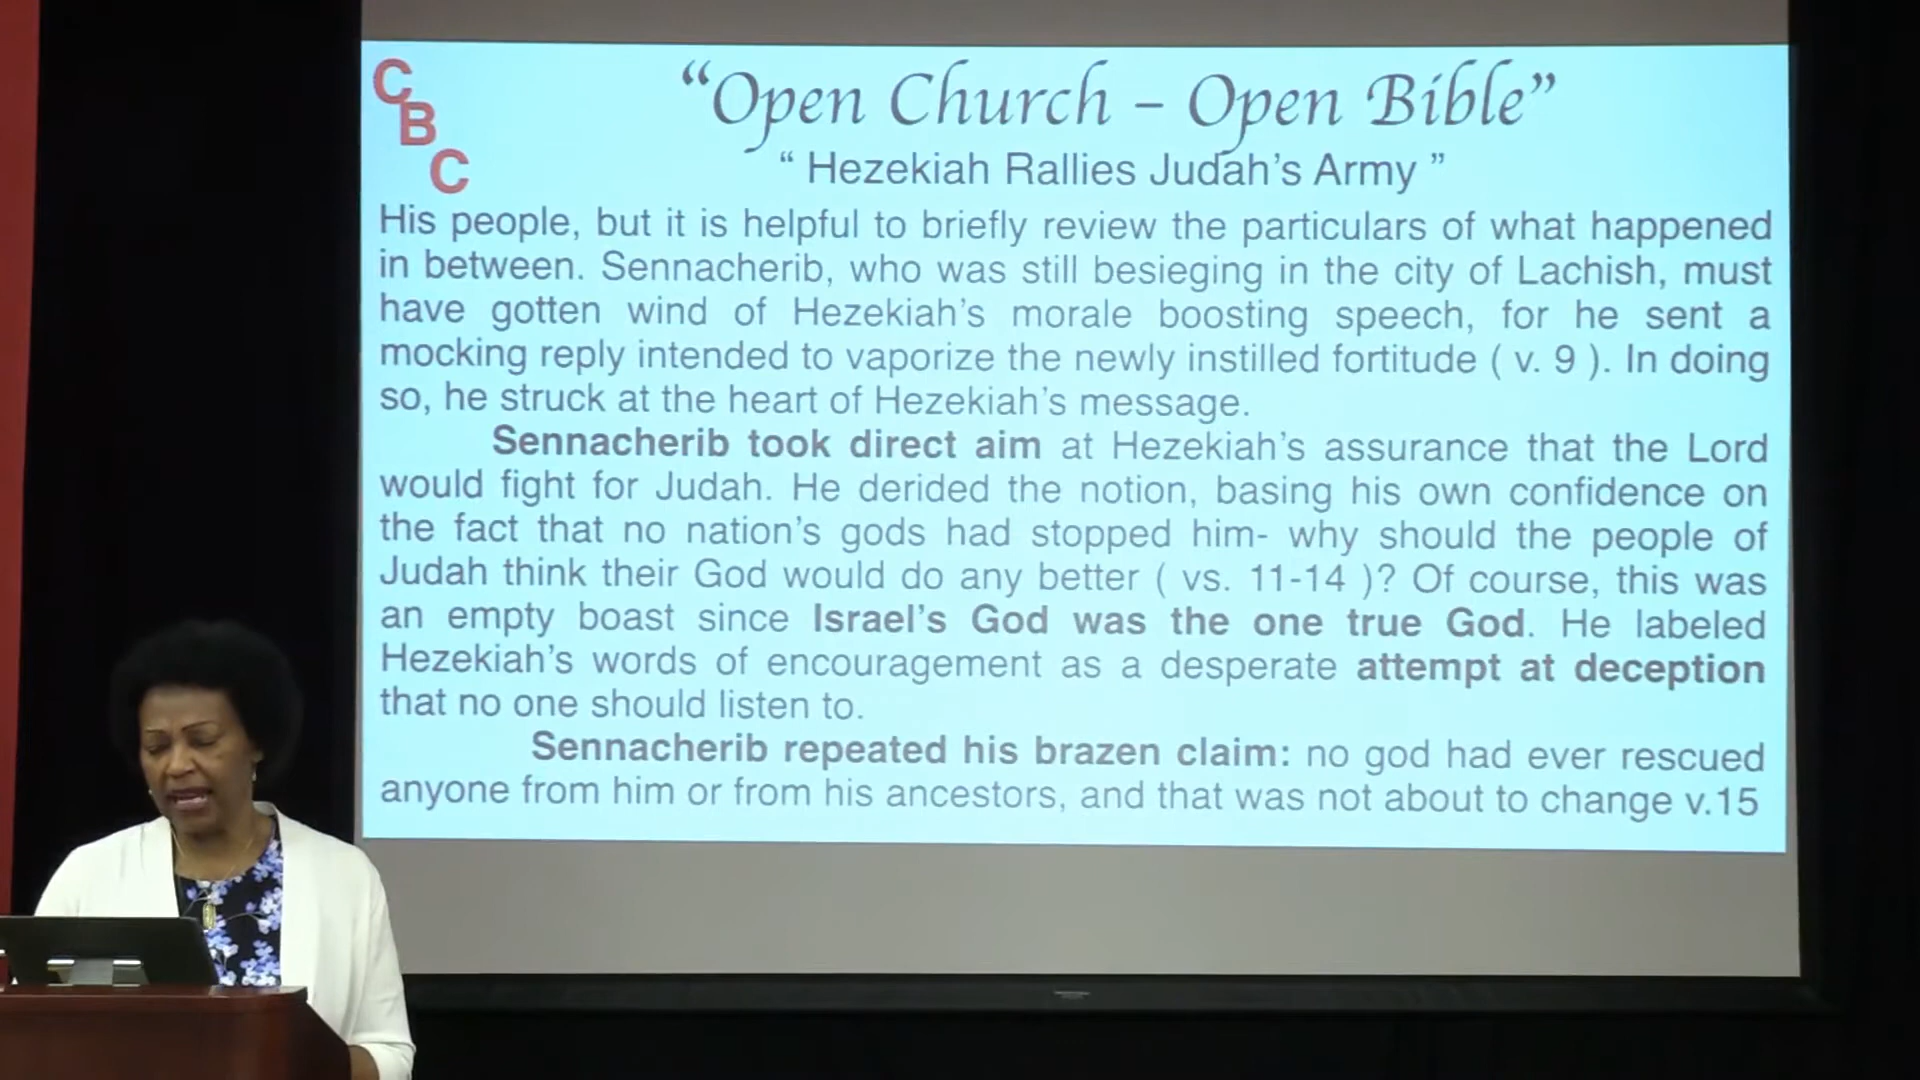 C
B
C
“Open Church – Open Bible”
“ Hezekiah Rallies Judah’s Army ”
His people, but it is helpful to briefly review the particulars of what happened
in between. Sennacherib, who was still besieging in the city of Lachish, must
have gotten wind of Hezekiah’s morale boosting speech, for he sent a
mocking reply intended to vaporize the newly instilled fortitude ( v. 9 ). In doing
so, he struck at the heart of Hezekiah’s message.
Sennacherib took direct aim at Hezekiah’s assurance that the Lord
would fight for Judah. He derided the notion, basing his own confidence on
the fact that no nation’s gods had stopped him- why should the people of
Judah think their God would do any better ( vs. 11-14 )? Of course, this was
an empty boast since Israel’s God was the one true God. He labeled
Hezekiah’s words of encouragement as a desperate attempt at deception
that no one should listen to.
Sennacherib repeated his brazen claim: no god had ever rescued
anyone from him or from his ancestors, and that was not about to change v.15